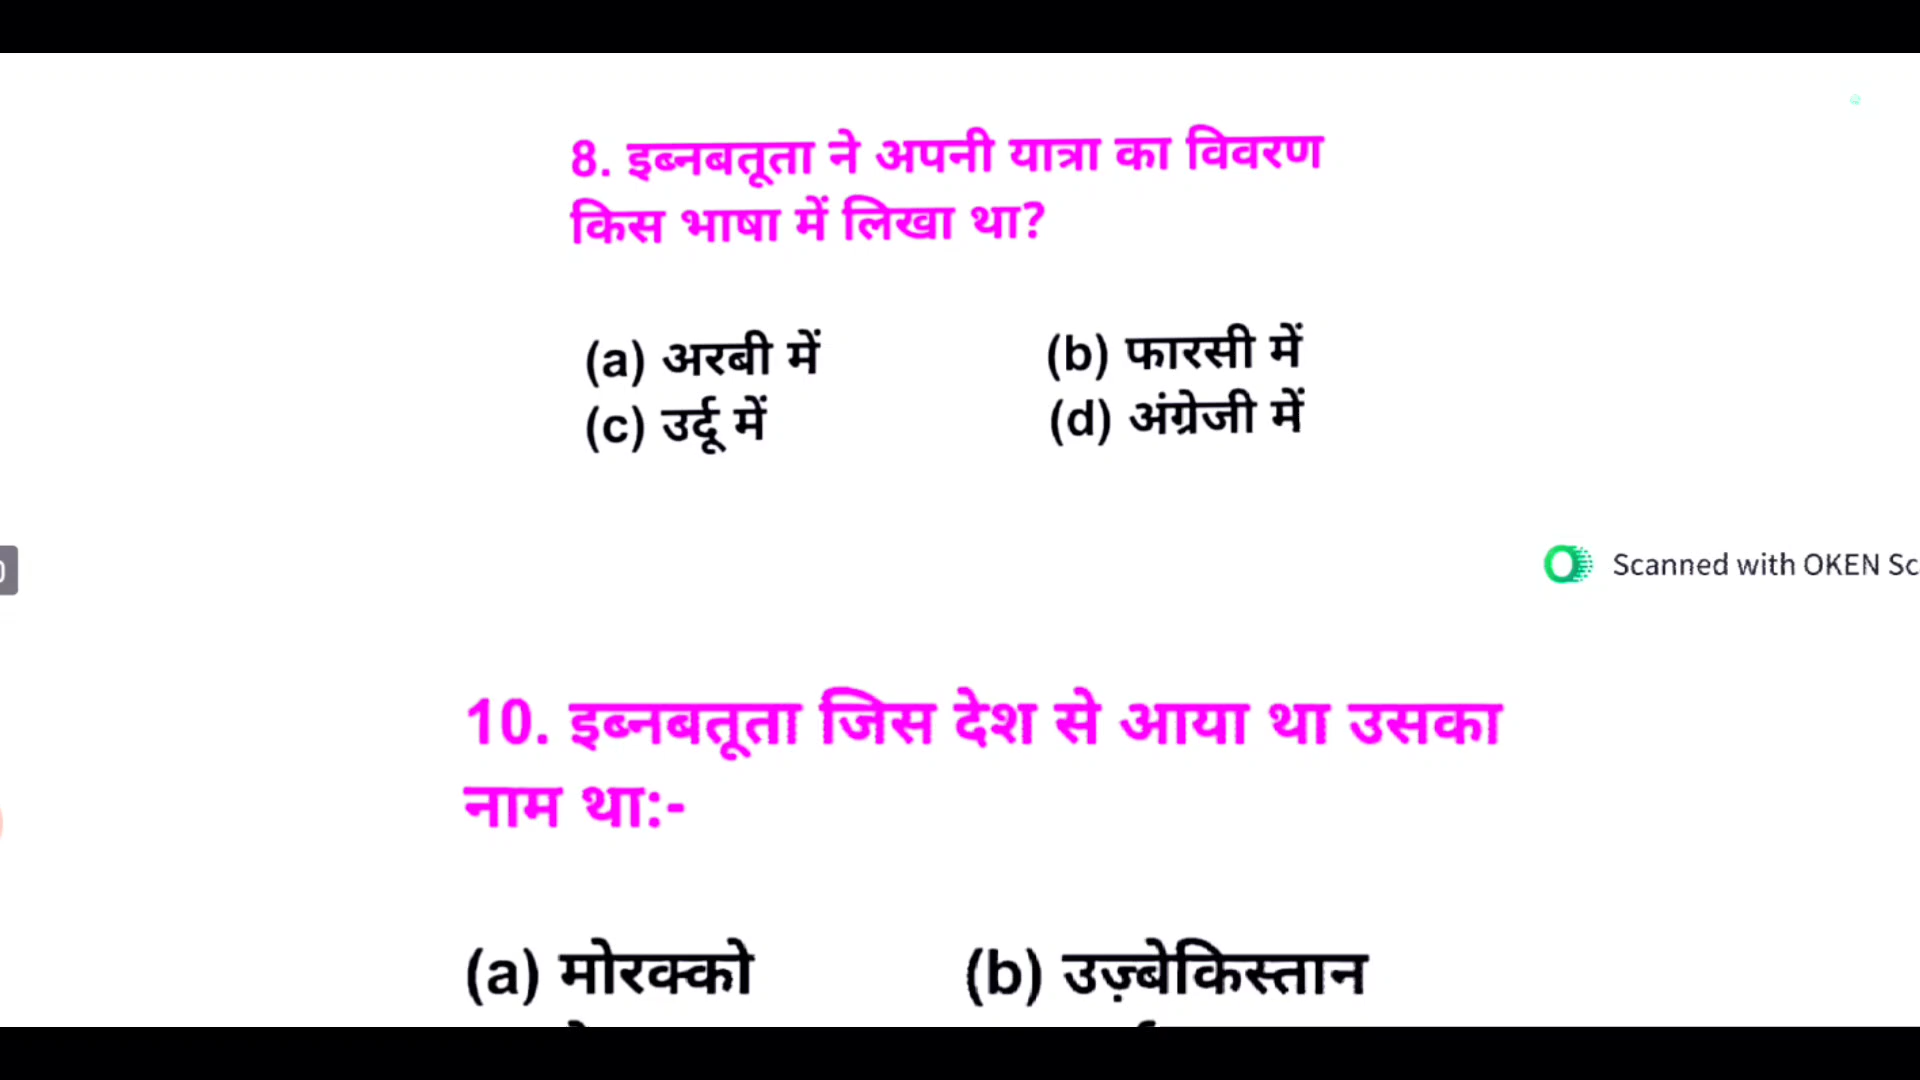 8. इब्नबतूता ने अपनी यात्रा का विवरण
किस भाषा में लिखा था?
(a) अरबी में (b) फारसी में
(c) उर्दू में (d) अंग्रेजी में
Scanned with OKEN Sc
10. इब्नबतूता जिस देश से आया था उसका
नाम था:-
(a) मोरक्को (b) उज़्बेकिस्तान